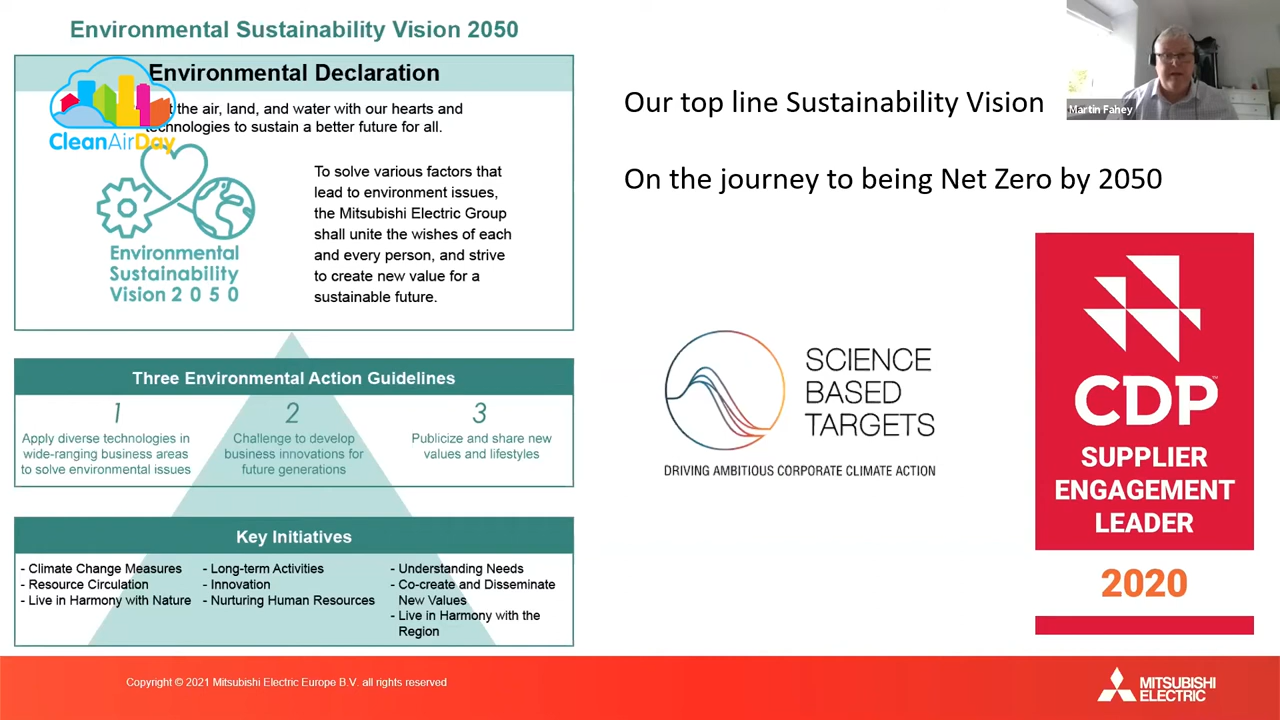 Environmental Sustainability Vision 2050
Environmental Declaration
the air, land, and water with our hearts and
technologies to sustain a better future for all.
CleanAirDay
To solve various factors that
lead to environment issues,
the Mitsubishi Electric Group
shall unite the wishes of each
and every person, and strive
to create new value for a
sustainable future.
Environmental
Sustainability
Vision 2050
Three Environmental Action Guidelines
1
Apply diverse technologies in
wide-ranging business areas
to solve environmental issues
2
Challenge to develop
business innovations for
future generations
3
Publicize and share new
values and lifestyles
Key Initiatives
- Climate Change Measures
- Resource Circulation
- Live in Harmony with Nature
- Long-term Activities
- Innovation
- Nurturing Human Resources
- Understanding Needs
- Co-create and Disseminate
New Values
- Live in Harmony with the
Region
Our top line Sustainability Vision
On the journey to being Net Zero by 2050
Martin Fahey
SCIENCE
BASED
TARGETS
DRIVING AMBITIOUS CORPORATE CLIMATE ACTION
CDP™
SUPPLIER
ENGAGEMENT
LEADER
2020
Copyright © 2021 Mitsubishi Electric Europe B.V. all rights reserved
MITSUBISHI
ELECTRIC